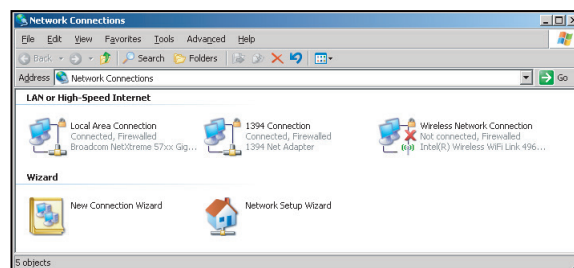 Network Connections
File Edit View Favorites Tools Advanced Help
Back Search Folders
Address Network Connections Go
LAN or High-Speed Internet
Local Area Connection
Connected, Firewalled
Broadcom NetXtreme 57xx Gig...
1394 Connection
Connected, Firewalled
1394 Net Adapter
Wireless Network Connection
Not connected, Firewalled
Intel(R) Wireless WiFi Link 496...
Wizard
New Connection Wizard
Network Setup Wizard
5 objects